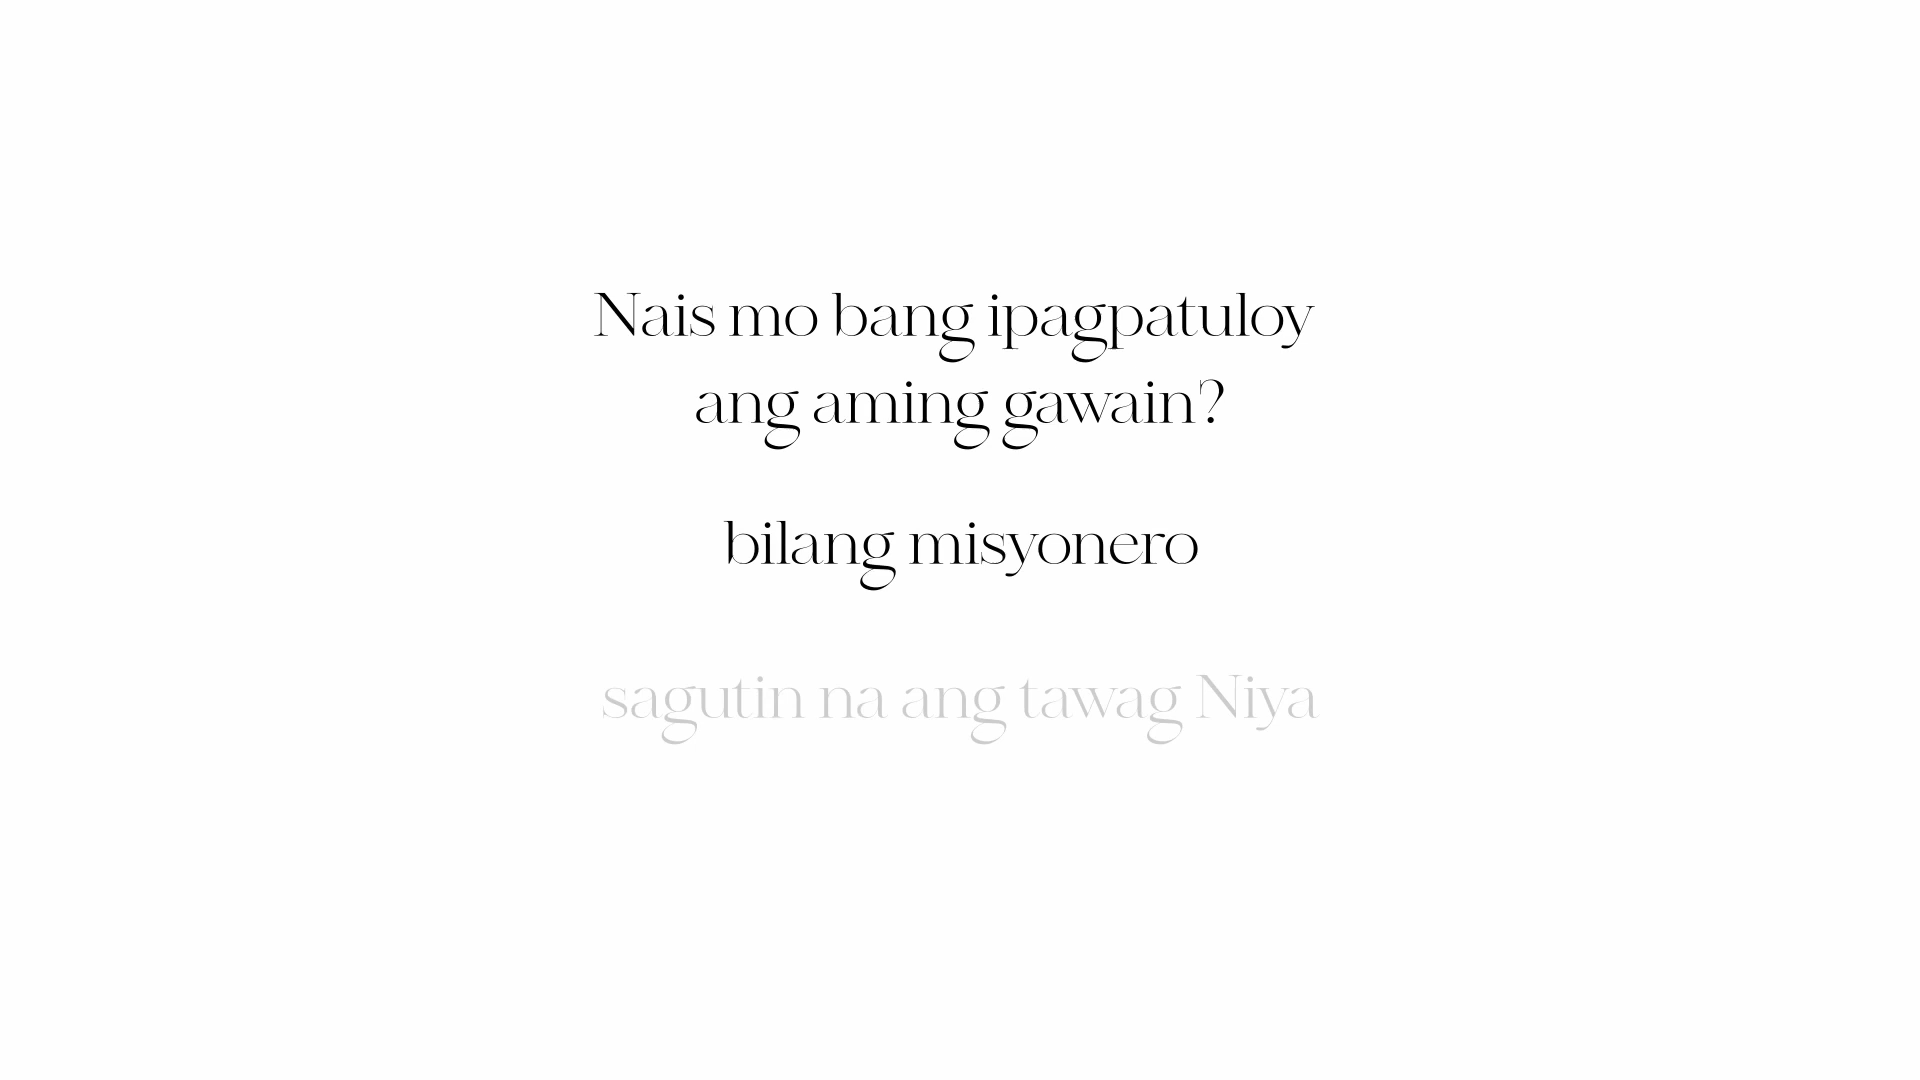 Nais mo bang ipagpatuloy
ang aming gawain?
bilang misyonero
sagutin na ang tawag Niya